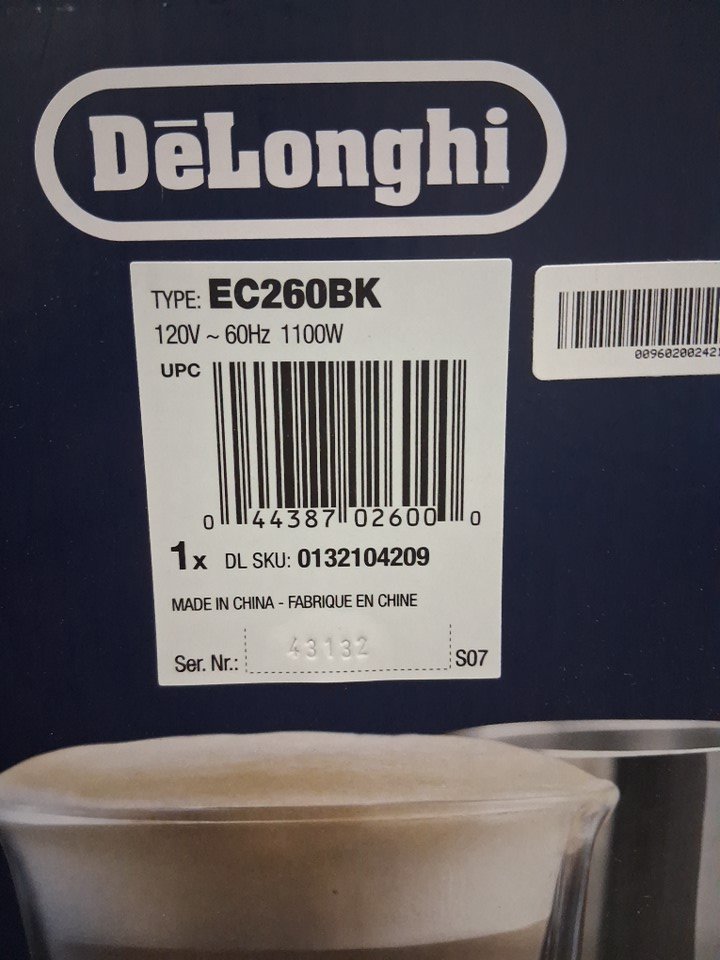 DēLonghi
TYPE: EC260BK
120V ~ 60Hz 1100W
UPC
0 44387 02600 0
1x DL SKU: 0132104209
MADE IN CHINA - FABRIQUE EN CHINE
Ser. Nr.: 43132 S07